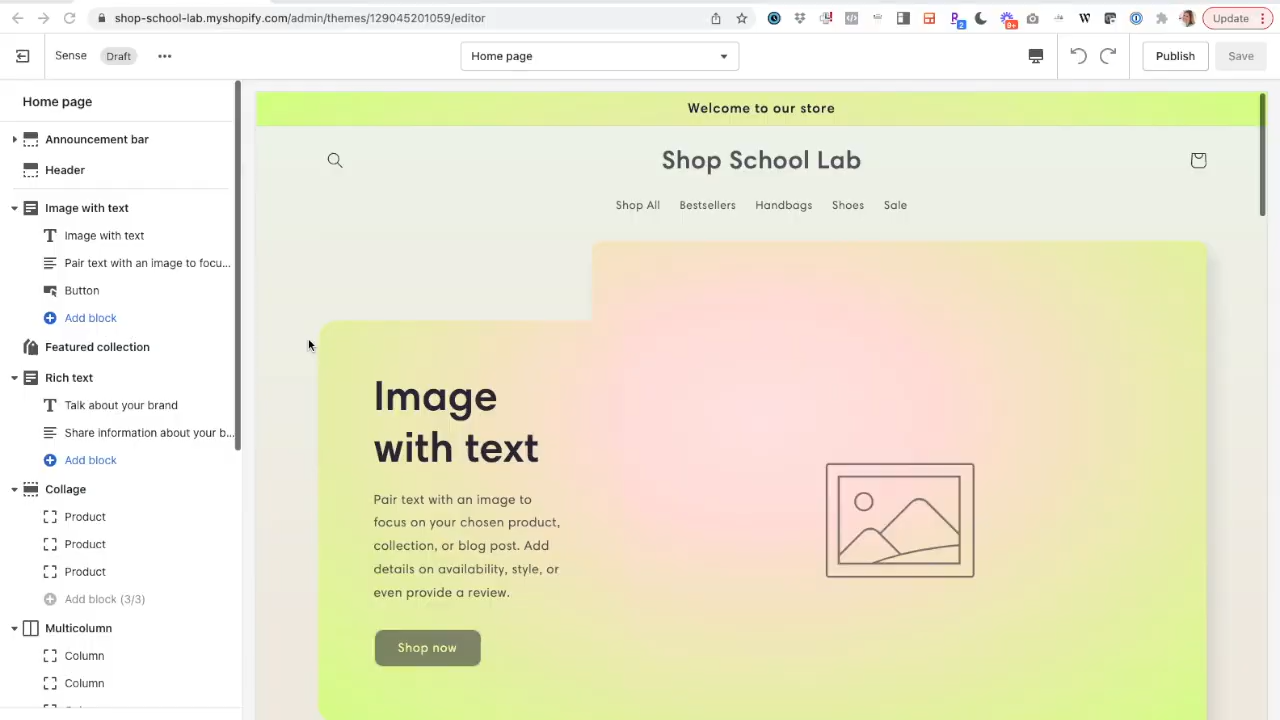 shop-school-lab.myshopify.com/admin/themes/129045201059/editor
2
9+
Update
Sense
Draft
Home page
Publish
Save
Home page
Announcement bar
Header
Image with text
Image with text
Pair text with an image to focu...
Button
Add block
Featured collection
Rich text
Talk about your brand
Share information about your b...
Add block
Collage
Product
Product
Product
Add block (3/3)
Multicolumn
Column
Column
Welcome to our store
Shop School Lab
Shop All
Bestsellers
Handbags
Shoes
Sale
Image
with text
Pair text with an image to
focus on your chosen product,
collection, or blog post. Add
details on availability, style, or
even provide a review.
Shop now